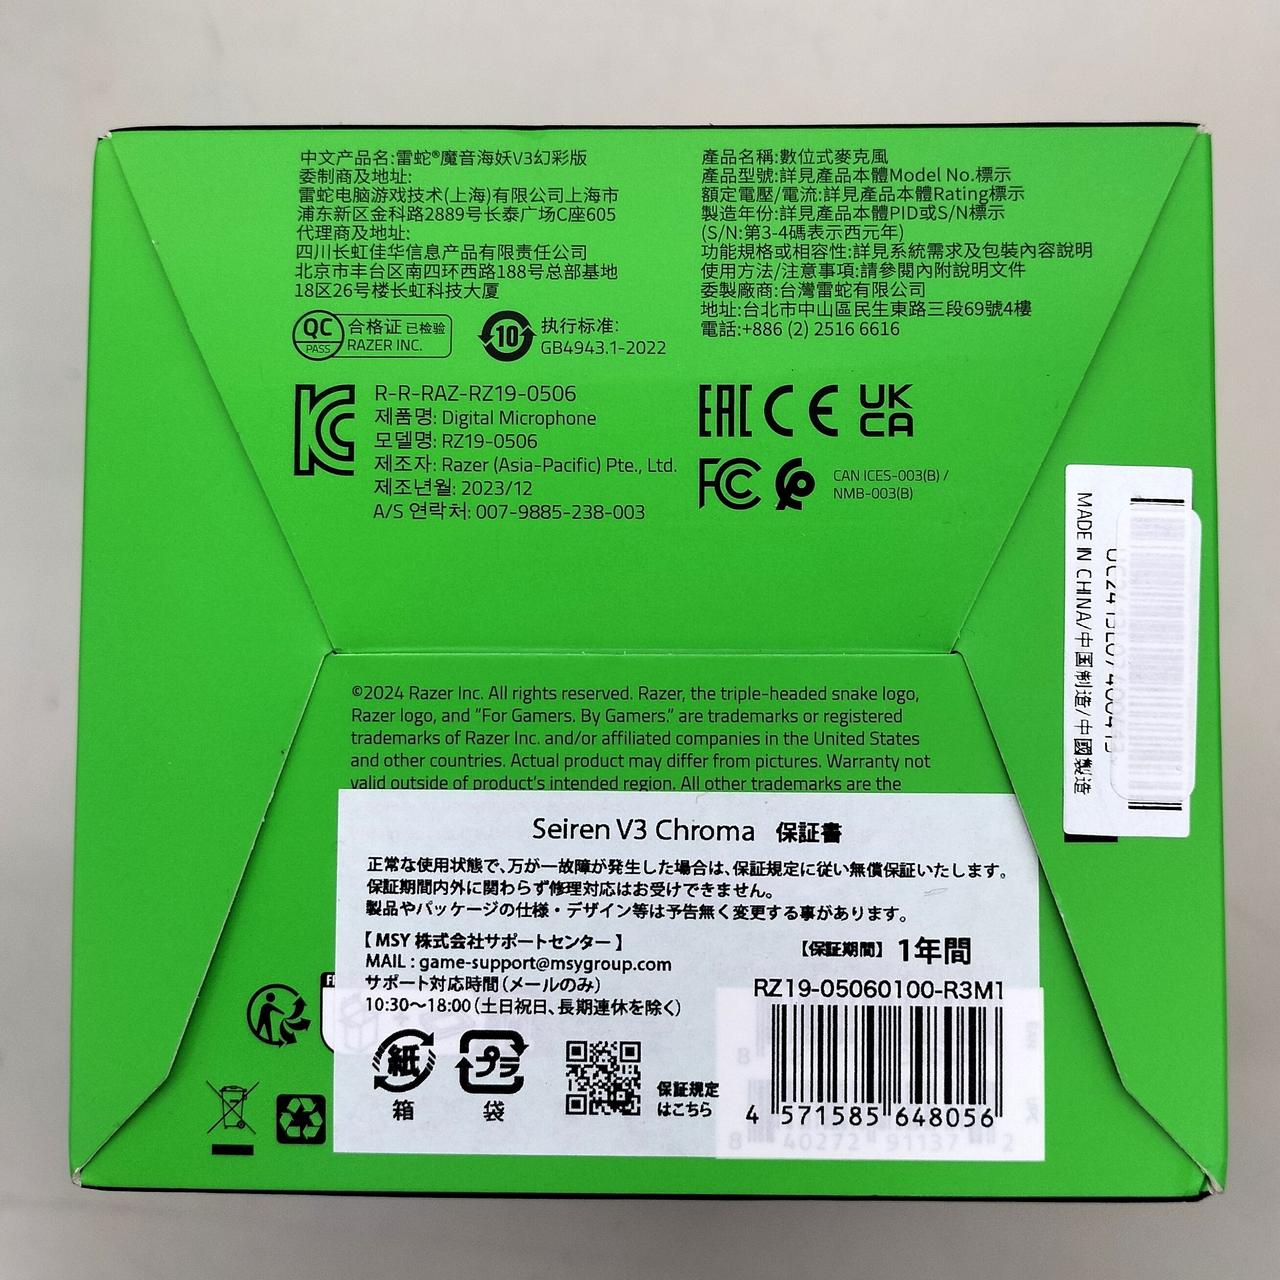 中文产品名:雷蛇®魔音海妖V3幻彩版
委制商及地址:
雷蛇电脑游戏技术(上海)有限公司上海市
浦东新区金科路2889号长泰广场C座605
代理商及地址:
四川长虹佳华信息产品有限责任公司
北京市丰台区南四环西路188号总部基地
18区26号楼长虹科技大厦
QC PASS
合格证 已检验
RAZER INC.
10
执行标准:
GB4943.1-2022
產品名稱:數位式麥克風
產品型號:詳見產品本體Model No.標示
額定電壓/電流:詳見產品本體Rating標示
製造年份:詳見產品本體PID或S/N標示
(S/N:第3-4碼表示西元年)
功能規格或相容性:詳見系統需求及包裝內容說明
使用方法/注意事項:請參閱內附說明文件
委製廠商:台灣雷蛇有限公司
地址:台北市中山區民生東路三段69號4樓
電話:+886 (2) 2516 6616
R-R-RAZ-RZ19-0506
제품명: Digital Microphone
모델명: RZ19-0506
제조자: Razer (Asia-Pacific) Pte., Ltd.
제조년월: 2023/12
A/S 연락처: 007-9885-238-003
EAC CE UK
CA
FC
CAN ICES-003(B) /
NMB-003(B)
MADE IN CHINA/中国制造/中國製造
©2024 Razer Inc. All rights reserved. Razer, the triple-headed snake logo,
Razer logo, and "For Gamers. By Gamers." are trademarks or registered
trademarks of Razer Inc. and/or affiliated companies in the United States
and other countries. Actual product may differ from pictures. Warranty not
valid outside of product's intended region. All other trademarks are the
Seiren V3 Chroma 保証書
正常な使用状態で、万が一故障が発生した場合は、保証規定に従い無償保証いたします。
保証期間内外に関わらず修理対応はお受けできません。
製品やパッケージの仕様・デザイン等は予告無く変更する事があります。
【 MSY 株式会社サポートセンター 】
MAIL : game-support@msygroup.com
サポート対応時間（メールのみ）
10:30～18:00（土日祝日、長期連休を除く）
【保証期間】 1年間
RZ19-05060100-R3M1
紙
箱
プラ
袋
保証規定
はこちら
4 571585 648056
8 40272 91137 2